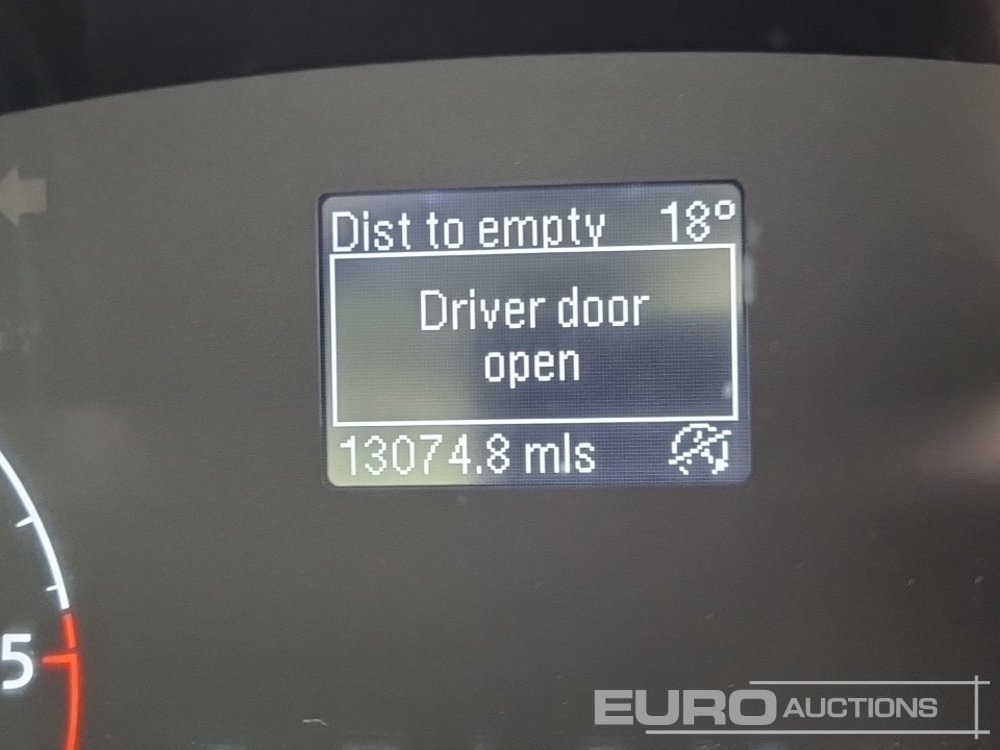 Dist to empty 18°
Driver door
open
13074.8 mls
5
EURO AUCTIONS